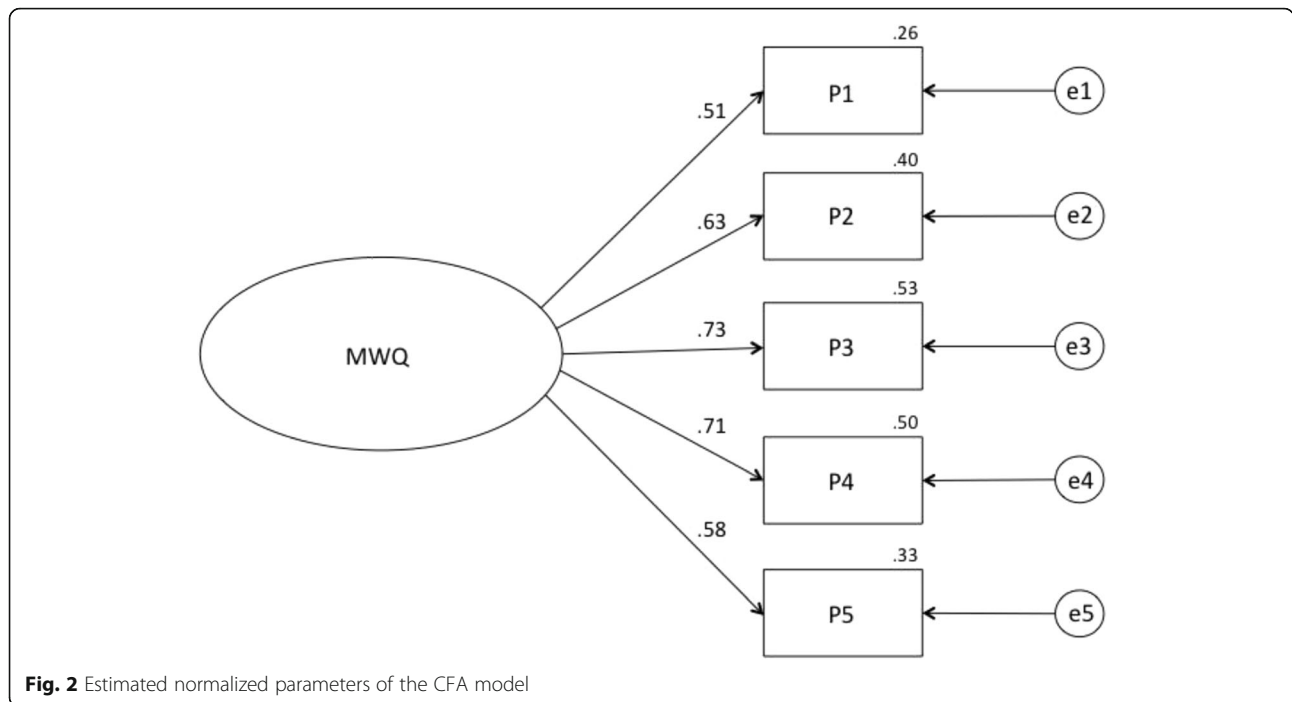 .26
P1
e1
.51
.40
P2
e2
.63
.53
P3
e3
.73
MWQ
.71
.50
P4
e4
.58
.33
P5
e5
Fig. 2 Estimated normalized parameters of the CFA model